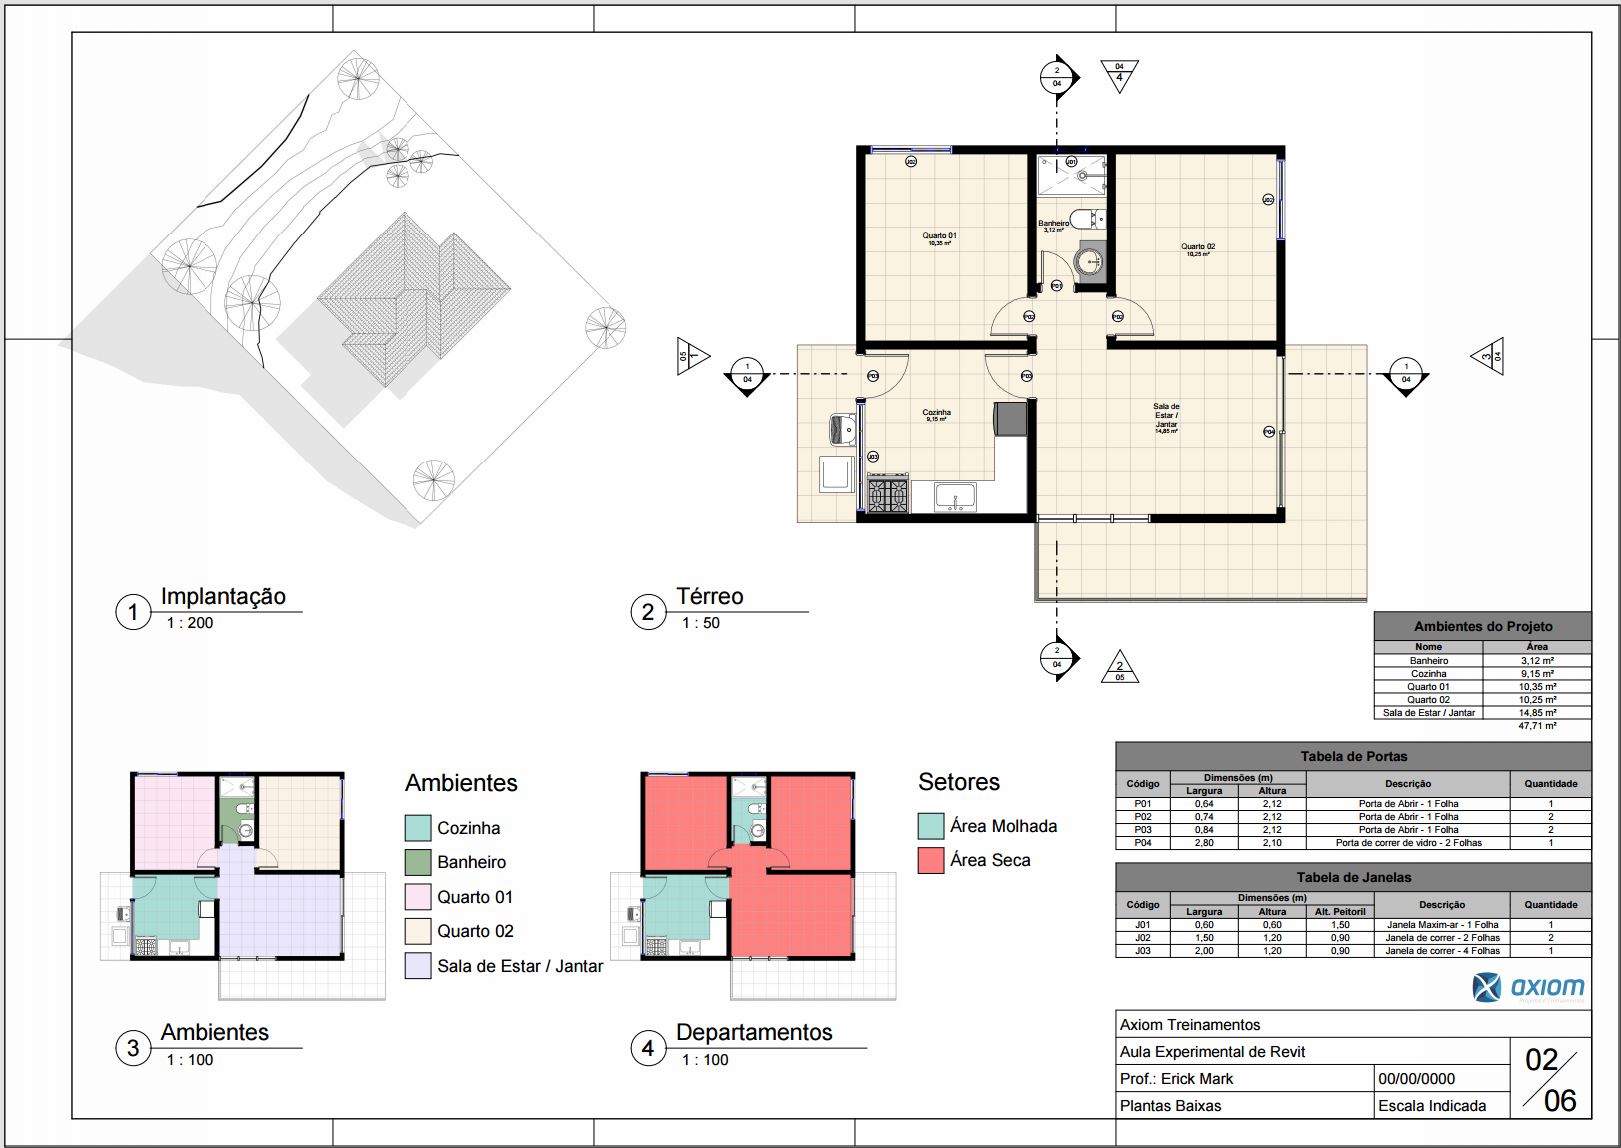 2
04
04
4
J02
J01
J02
Banheiro
3,12 m²
Quarto 01
10,35 m²
Quarto 02
10,25 m²
P01
P02
P02
05
1
1
04
P03
P03
1
04
3
04
Cozinha
9,15 m²
Sala de
Estar /
Jantar
14,85 m²
P04
J03
1
Implantação
1 : 200
2
Térreo
1 : 50
2
04
2
05
Ambientes do Projeto
Nome Área
Banheiro 3,12 m²
Cozinha 9,15 m²
Quarto 01 10,35 m²
Quarto 02 10,25 m²
Sala de Estar / Jantar 14,85 m²
47,71 m²
Ambientes
Cozinha
Banheiro
Quarto 01
Quarto 02
Sala de Estar / Jantar
Setores
Área Molhada
Área Seca
Tabela de Portas
Código Dimensões (m) Descrição Quantidade
Largura Altura
P01 0,64 2,12 Porta de Abrir - 1 Folha 1
P02 0,74 2,12 Porta de Abrir - 1 Folha 2
P03 0,84 2,12 Porta de Abrir - 1 Folha 2
P04 2,80 2,10 Porta de correr de vidro - 2 Folhas 1
Tabela de Janelas
Código Dimensões (m) Descrição Quantidade
Largura Altura Alt. Peitoril
J01 0,60 0,60 1,50 Janela Maxim-ar - 1 Folha 1
J02 1,50 1,20 0,90 Janela de correr - 2 Folhas 2
J03 2,00 1,20 0,90 Janela de correr - 4 Folhas 1
3
Ambientes
1 : 100
4
Departamentos
1 : 100
axiom
Axiom Treinamentos
Aula Experimental de Revit
Prof.: Erick Mark 00/00/0000
Plantas Baixas Escala Indicada
02
06